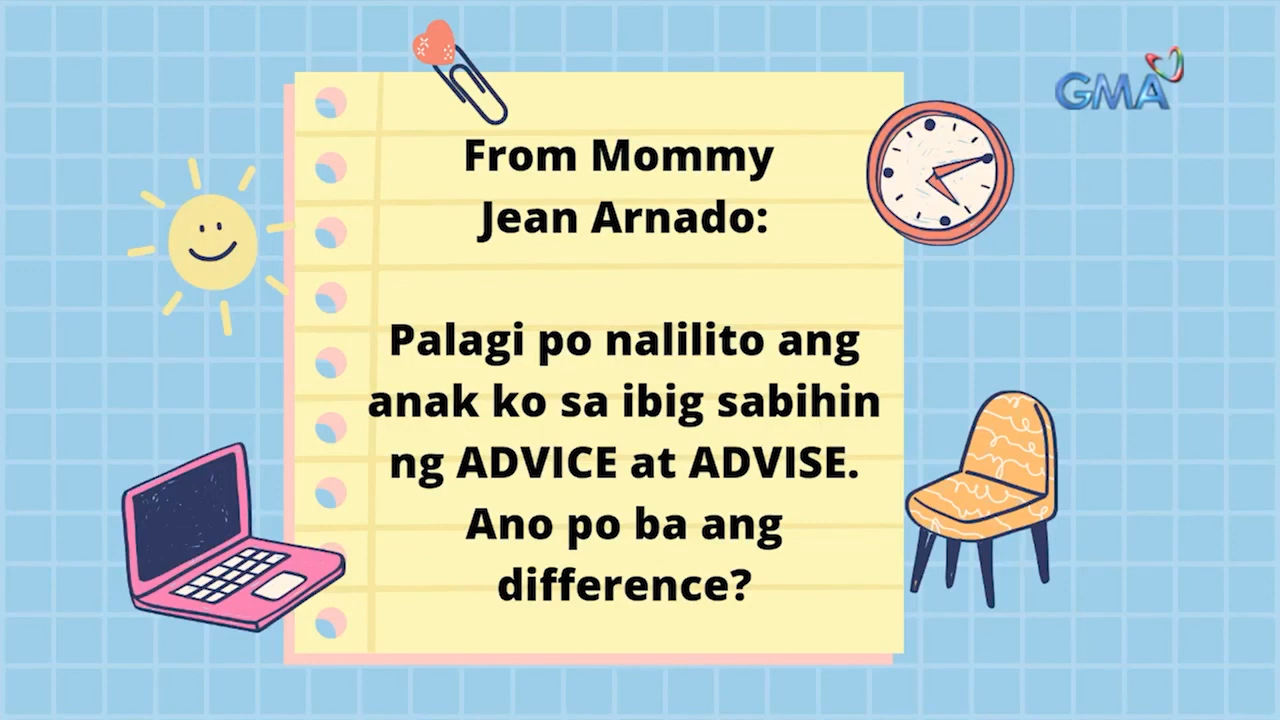 GMA
From Mommy
Jean Arnado:
Palagi po nalilito ang
anak ko sa ibig sabihin
ng ADVICE at ADVISE.
Ano po ba ang
difference?